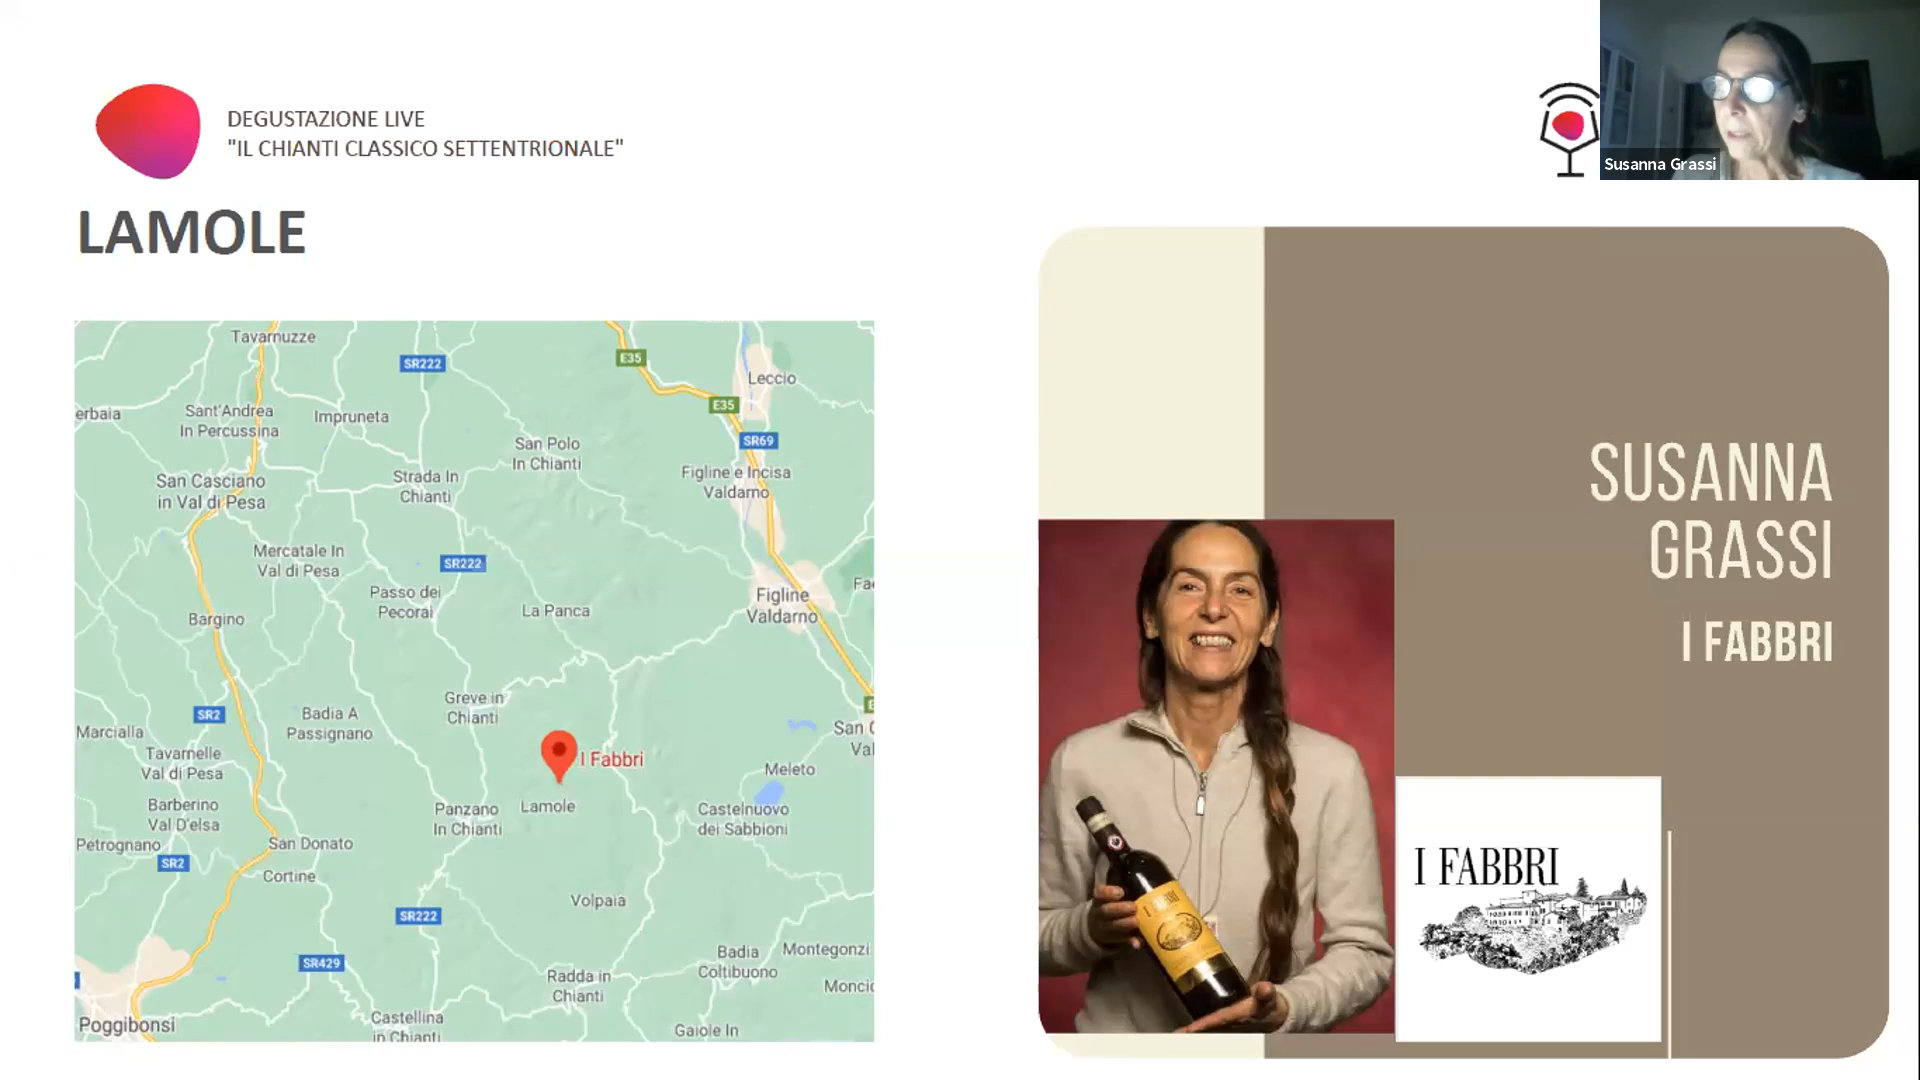 DEGUSTAZIONE LIVE
"IL CHIANTI CLASSICO SETTENTRIONALE"
Susanna Grassi
LAMOLE
Tavarnuzze
SR222
E35
Leccio
E35
erbaia
Sant'Andrea
In Percussina
Impruneta
SR69
San Polo
In Chianti
Strada In
Chianti
Figline e Incisa
Valdarno
San Casciano
in Val di Pesa
Mercatale In
Val di Pesa
SR222
Passo dei
Pecorai
La Panca
Figline
Valdarno
Fae
Bargino
Greve in
Chianti
SR2
Badia A
Passignano
Marcialla
San C
Val
Tavarnelle
Val di Pesa
I Fabbri
Meleto
Lamole
Panzano
In Chianti
Castelnuovo
dei Sabbioni
Barberino
Val D'elsa
Petrognano
San Donato
SR2
Cortine
Volpaia
SR222
Badia
Coltibuono
Montegonzi
SR429
Radda in
Chianti
Moncio
Poggibonsi
Castellina
in Chianti
Gaiole In
SUSANNA
GRASSI
I FABBRI
I FABBRI
I FABBRI